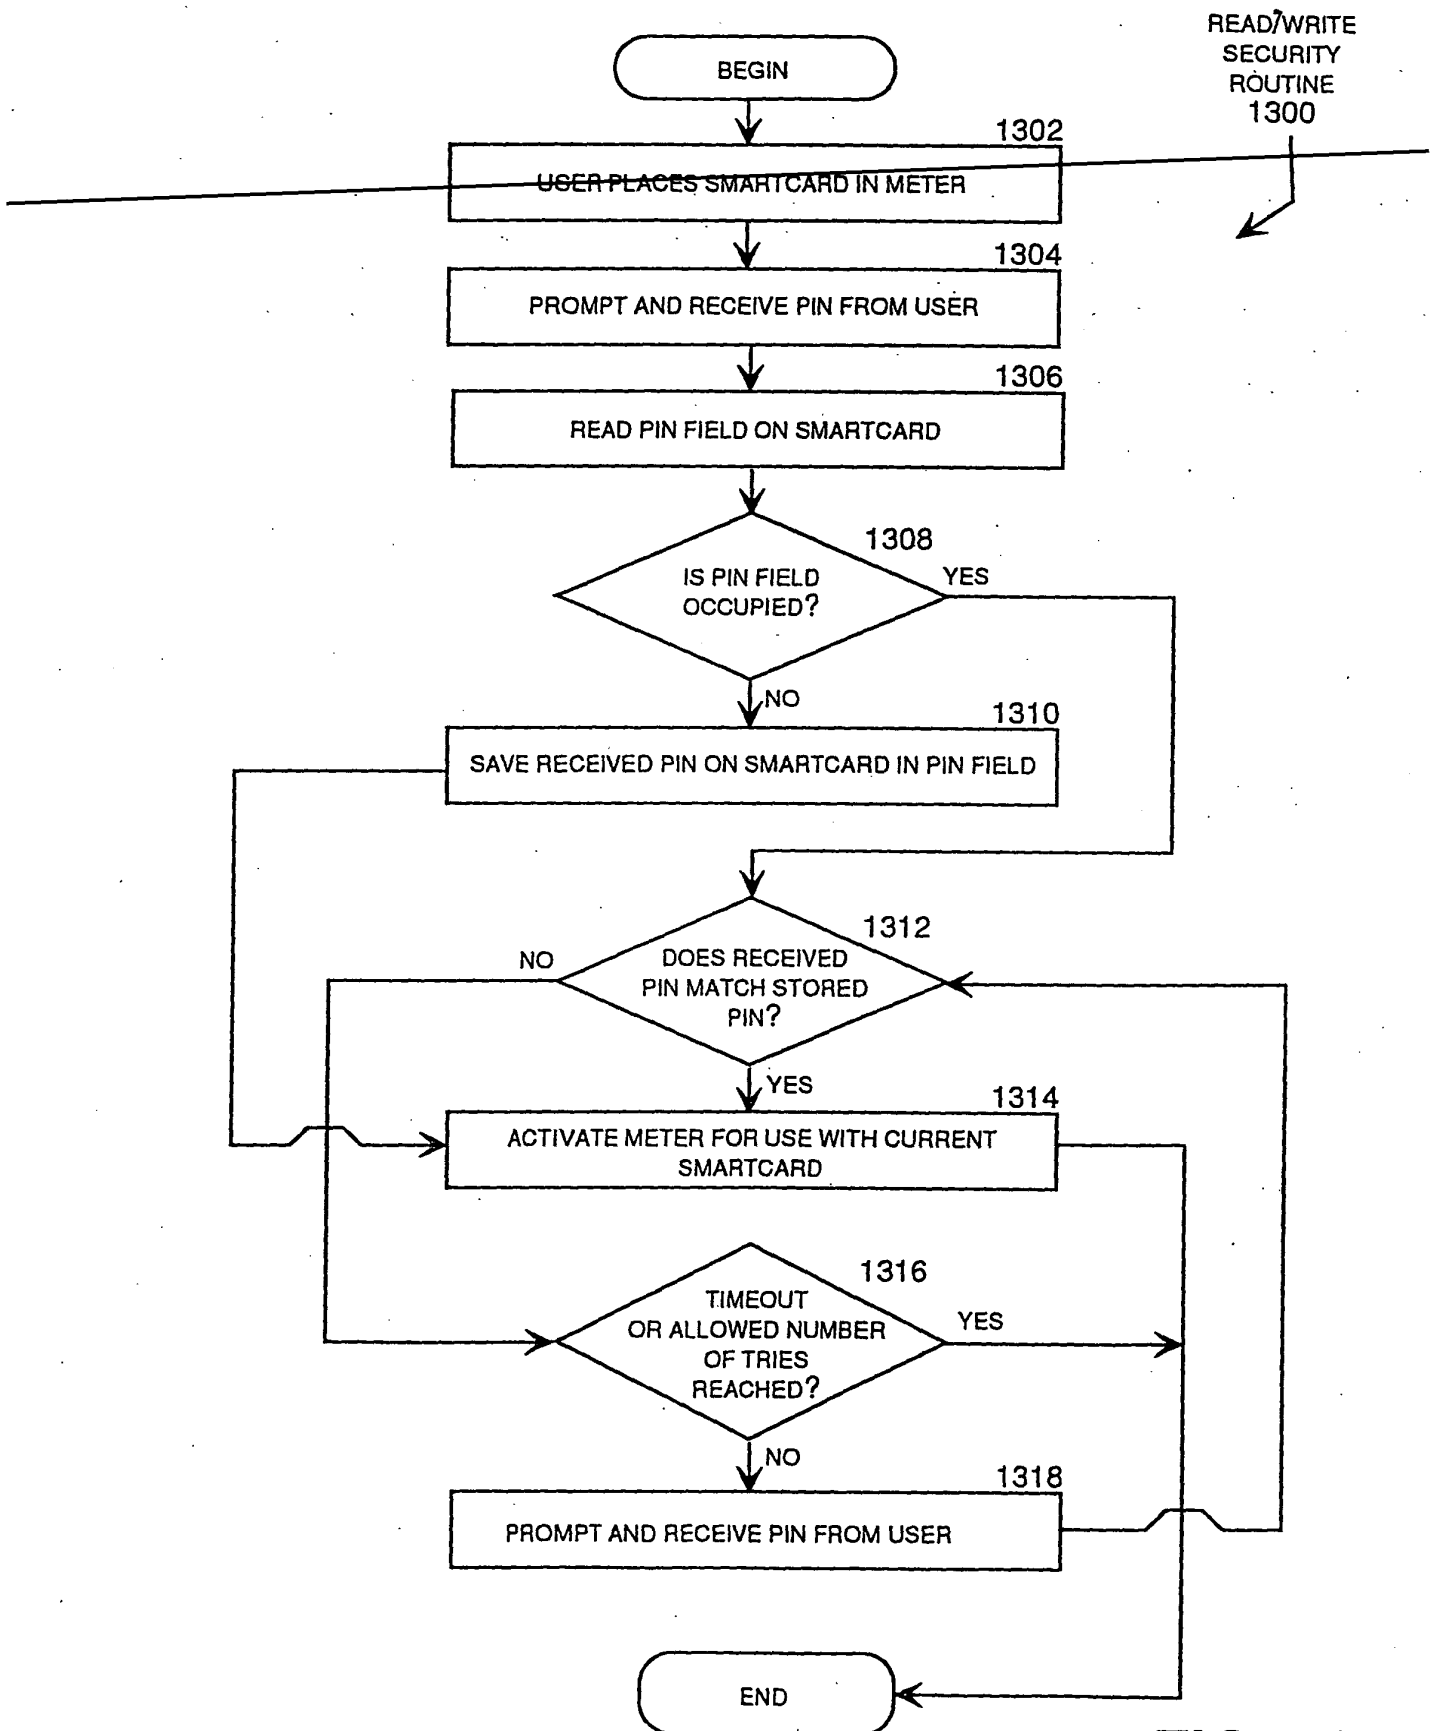 READ/WRITE
SECURITY
ROUTINE
1300
BEGIN
1302
USER PLACES SMARTCARD IN METER
1304
PROMPT AND RECEIVE PIN FROM USER
1306
READ PIN FIELD ON SMARTCARD
1308
IS PIN FIELD
OCCUPIED?
YES
NO
1310
SAVE RECEIVED PIN ON SMARTCARD IN PIN FIELD
1312
NO
DOES RECEIVED
PIN MATCH STORED
PIN?
YES
1314
ACTIVATE METER FOR USE WITH CURRENT
SMARTCARD
1316
TIMEOUT
OR ALLOWED NUMBER
OF TRIES
REACHED?
YES
NO
1318
PROMPT AND RECEIVE PIN FROM USER
END